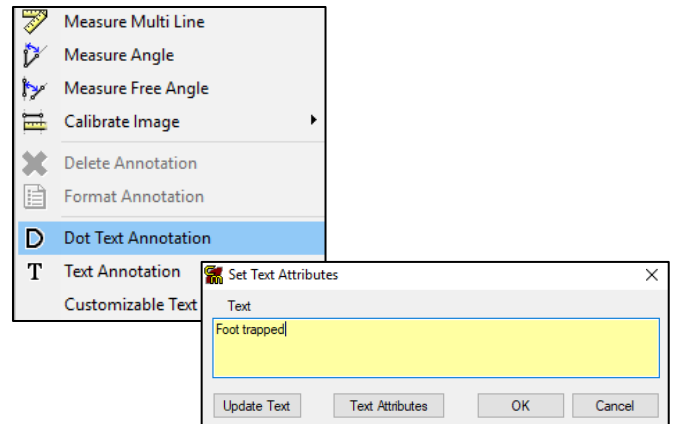 Measure Multi Line
Measure Angle
Measure Free Angle
Calibrate Image
Delete Annotation
Format Annotation
D Dot Text Annotation
T Text Annotation
Customizable Text
Set Text Attributes
Text
Foot trapped
Update Text Text Attributes OK Cancel